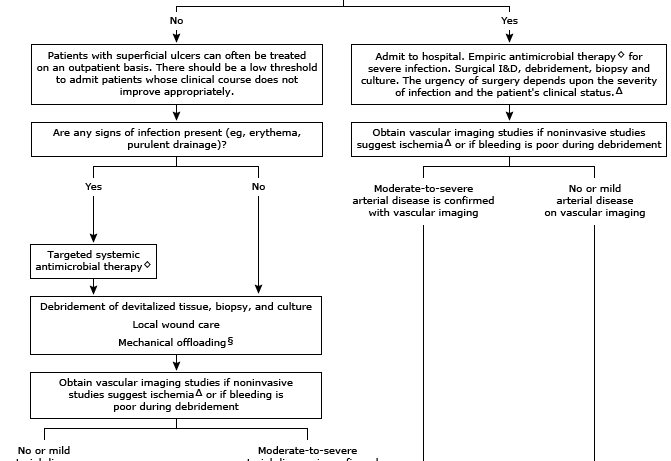 No
Yes
Patients with superficial ulcers can often be treated
on an outpatient basis. There should be a low threshold
to admit patients whose clinical course does not
improve appropriately.
Admit to hospital. Empiric antimicrobial therapy◇ for
severe infection. Surgical I&D, debridement, biopsy and
culture. The urgency of surgery depends upon the severity
of infection and the patient's clinical status.Δ
Are any signs of infection present (eg, erythema,
purulent drainage)?
Obtain vascular imaging studies if noninvasive studies
suggest ischemiaΔ or if bleeding is poor during debridement
Yes
No
Moderate-to-severe
arterial disease is confirmed
with vascular imaging
No or mild
arterial disease
on vascular imaging
Targeted systemic
antimicrobial therapy◇
Debridement of devitalized tissue, biopsy, and culture
Local wound care
Mechanical offloading§
Obtain vascular imaging studies if noninvasive
studies suggest ischemiaΔ or if bleeding is
poor during debridement
No or mild
Moderate-to-severe